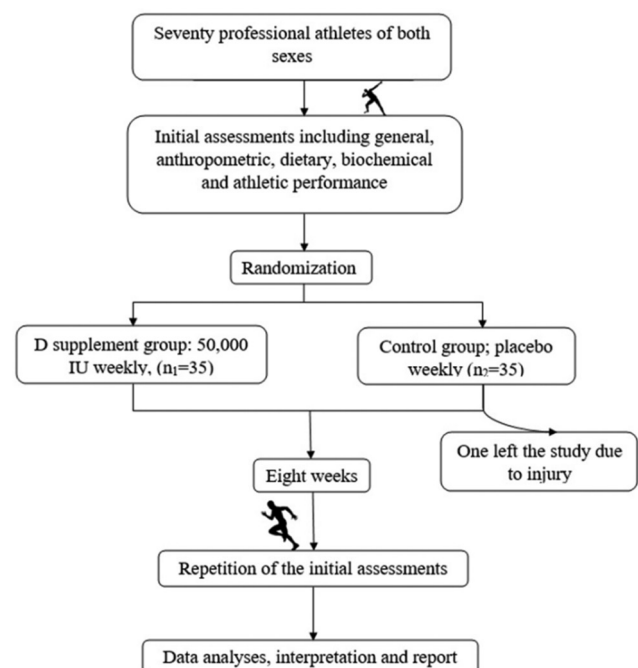 Seventy professional athletes of both
sexes
Initial assessments including general,
anthropometric, dietary, biochemical
and athletic performance
Randomization
D supplement group: 50,000
IU weekly, (n₁=35)
Control group; placebo
weekly (n₂=35)
One left the study due
to injury
Eight weeks
Repetition of the initial assessments
Data analyses, interpretation and report